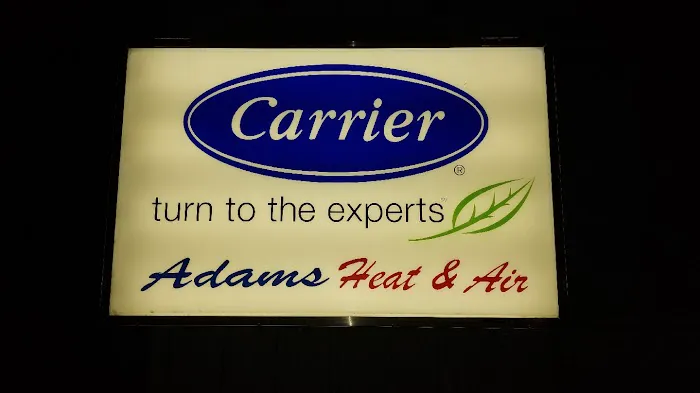 Carrier
®
turn to the experts
Adams Heat & Air